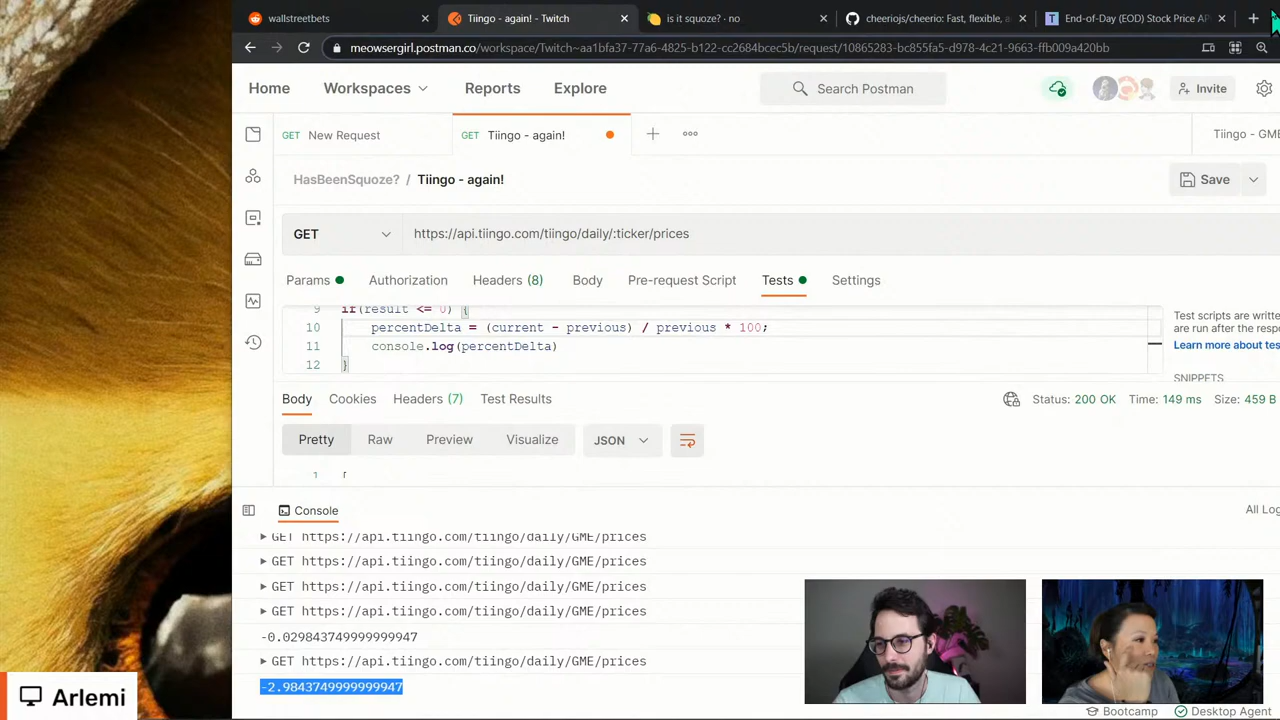 wallstreetbets
Tiingo - again! - Twitch
is it squoze? · no
cheeriojs/cheerio: Fast, flexible, a
End-of-Day (EOD) Stock Price AP
meowsergirl.postman.co/workspace/Twitch~aa1bfa37-77a6-4825-b122-cc2684bcec5b/request/10865283-bc855fa5-d978-4c21-9663-ffb009a420bb
Home Workspaces Reports Explore Search Postman Invite
GET New Request GET Tiingo - again! Tiingo - GME
HasBeenSquoze? / Tiingo - again! Save
GET https://api.tiingo.com/tiingo/daily/:ticker/prices
Params Authorization Headers (8) Body Pre-request Script Tests Settings
9 if(result <= 0) {
10 percentDelta = (current - previous) / previous * 100;
11 console.log(percentDelta)
12 }
Test scripts are writte
are run after the respo
Learn more about tes
SNIPPETS
Body Cookies Headers (7) Test Results Status: 200 OK Time: 149 ms Size: 459 B
Pretty Raw Preview Visualize JSON
1 [
Console All Log
GET https://api.tiingo.com/tiingo/daily/GME/prices
GET https://api.tiingo.com/tiingo/daily/GME/prices
GET https://api.tiingo.com/tiingo/daily/GME/prices
GET https://api.tiingo.com/tiingo/daily/GME/prices
-0.029843749999999947
GET https://api.tiingo.com/tiingo/daily/GME/prices
-2.9843749999999947
Arlemi
Bootcamp Desktop Agent